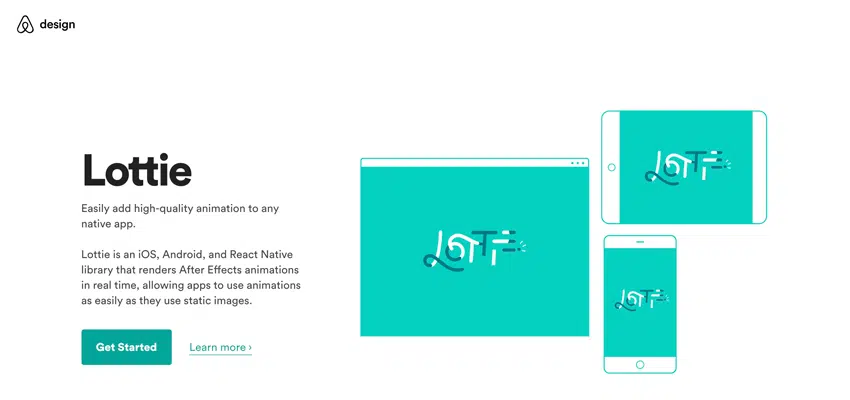 design
Lottie
Easily add high-quality animation to any
native app.
Lottie is an iOS, Android, and React Native
library that renders After Effects animations
in real time, allowing apps to use animations
as easily as they use static images.
Get Started
Learn more ›
LOTTIE
LOTTIE
LOTTIE